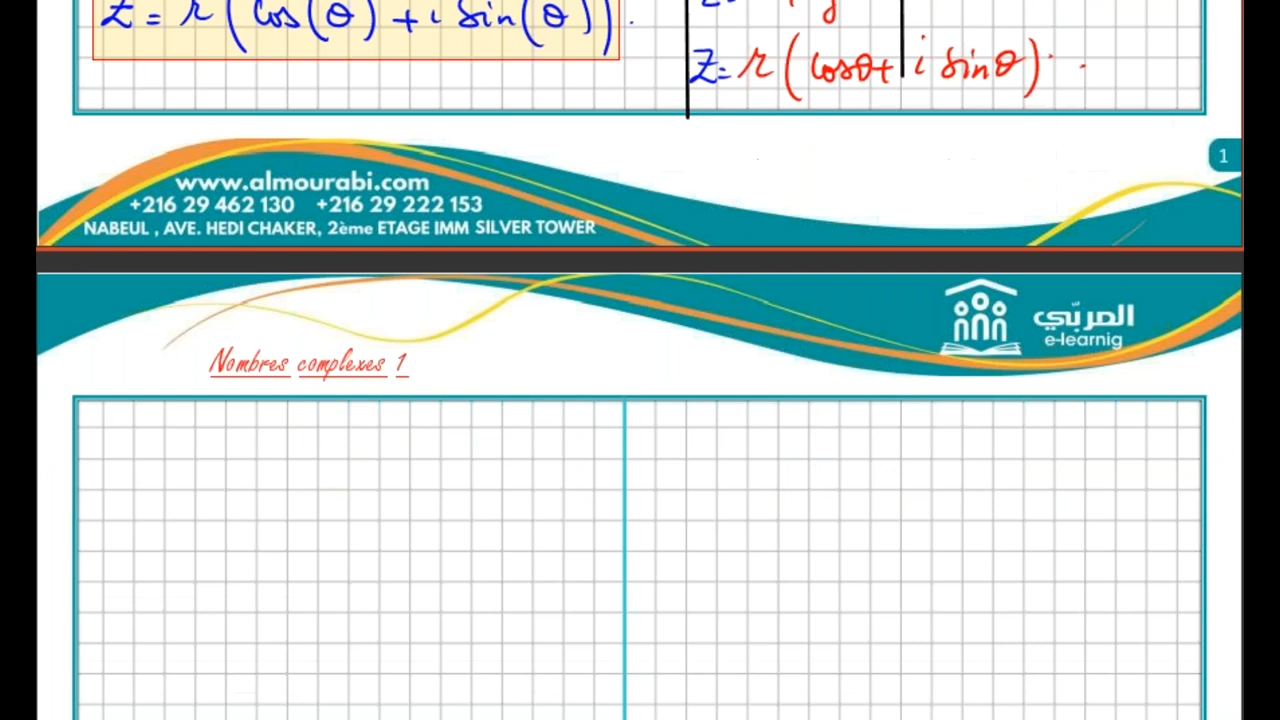 Z = r (cos(θ) + i sin(θ)).
Z = r (cosθ + i sinθ).
1
www.almourabi.com
+216 29 462 130 +216 29 222 153
NABEUL , AVE. HEDI CHAKER, 2ème ETAGE IMM SILVER TOWER
المربّي
e-learnig
Nombres complexes 1